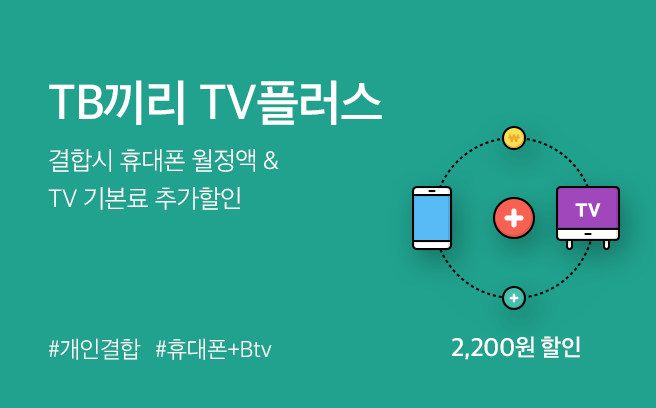 TB끼리 TV플러스
결합시 휴대폰 월정액 &
TV 기본료 추가할인
₩
TV
#개인결합 #휴대폰+Btv
2,200원 할인